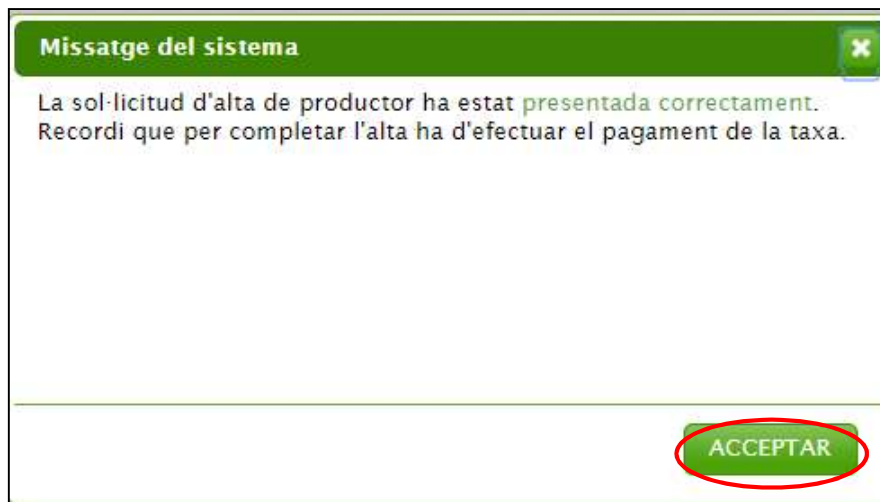 Missatge del sistema
La sol·licitud d'alta de productor ha estat presentada correctament.
Recordi que per completar l'alta ha d'efectuar el pagament de la taxa.
ACCEPTAR